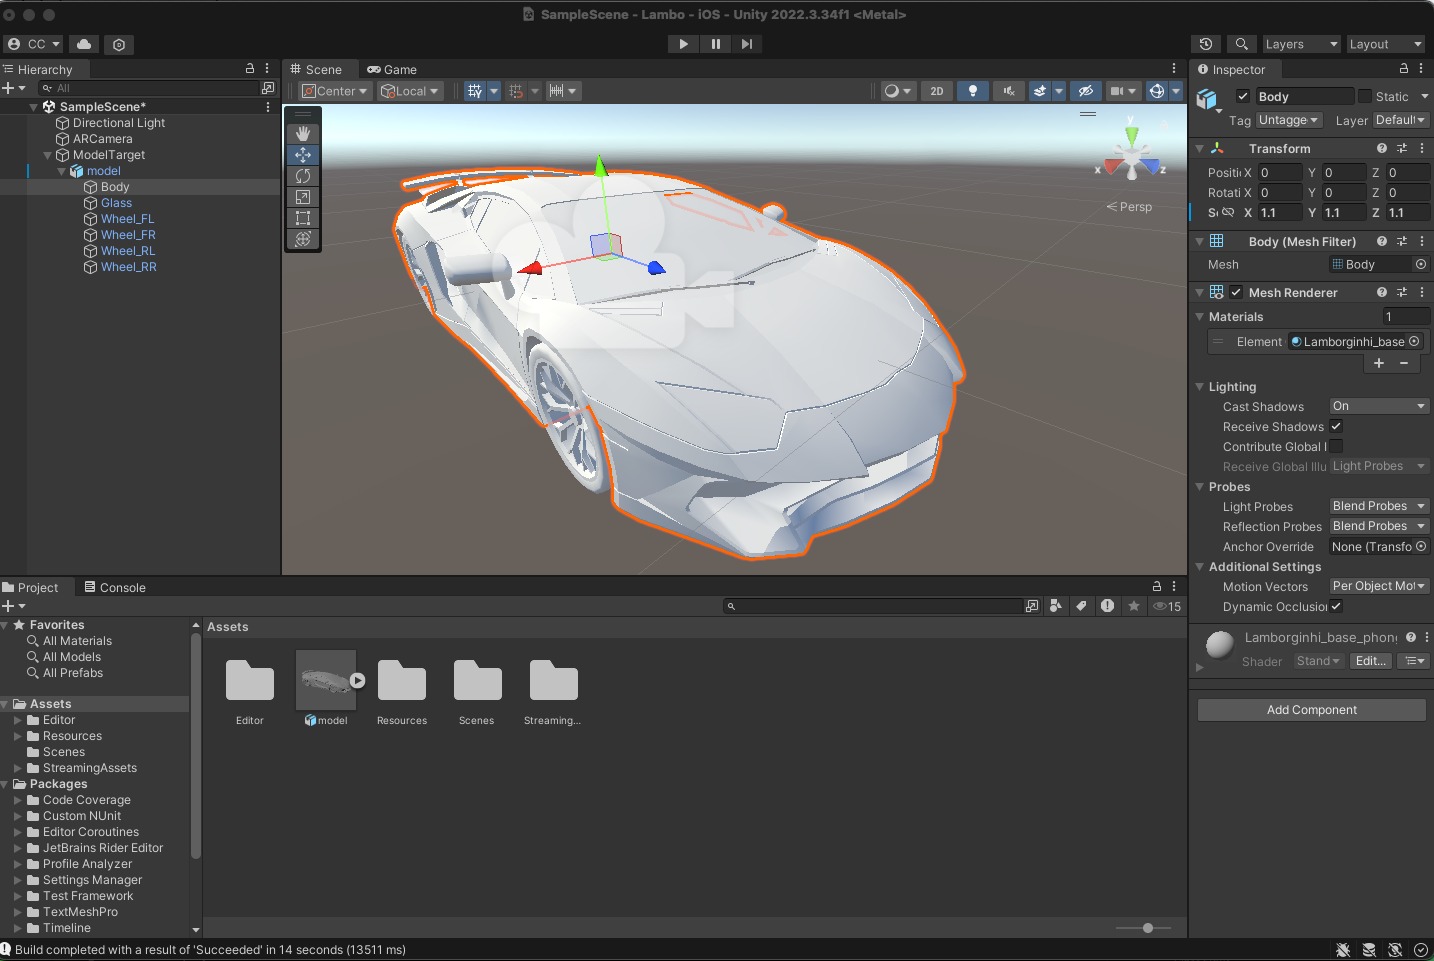 SampleScene - Lambo - iOS - Unity 2022.3.34f1 <Metal>
CC
Layers
Layout
Hierarchy
All
SampleScene*
Directional Light
ARCamera
ModelTarget
model
Body
Glass
Wheel_FL
Wheel_FR
Wheel_RL
Wheel_RR
Scene
Game
Center
Local
2D
y
x
z
Persp
Inspector
Body
Static
Tag
Untagge
Layer
Defaul
Transform
Positi X 0 Y 0 Z 0
Rotati X 0 Y 0 Z 0
X 1.1 Y 1.1 Z 1.1
Body (Mesh Filter)
Mesh
Body
Mesh Renderer
Materials
1
Element
Lamborginhi_base
Lighting
Cast Shadows
On
Receive Shadows
Contribute Global I
Receive Global Illu
Light Probes
Probes
Light Probes
Blend Probes
Reflection Probes
Blend Probes
Anchor Override
None (Transfo
Additional Settings
Motion Vectors
Per Object Mot
Dynamic Occlusion
Lamborginhi_base_phong
Shader
Stand
Edit...
Add Component
Project
Console
15
Favorites
All Materials
All Models
All Prefabs
Assets
Editor
Resources
Scenes
StreamingAssets
Packages
Code Coverage
Custom NUnit
Editor Coroutines
JetBrains Rider Editor
Profile Analyzer
Settings Manager
Test Framework
TextMeshPro
Timeline
Assets
Editor
model
Resources
Scenes
Streaming...
Build completed with a result of 'Succeeded' in 14 seconds (13511 ms)